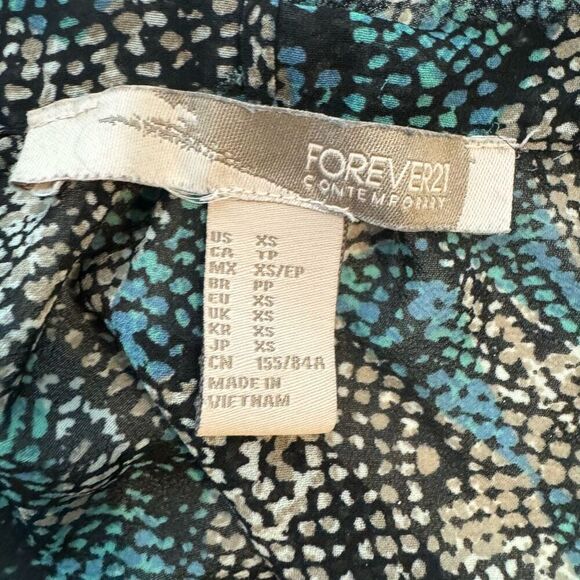 FOREVER21
CONTEMPORARY
US XS
CA TP
MX XS/EP
BR PP
EU XS
UK XS
KR XS
JP XS
CN 155/84A
MADE IN
VIETNAM